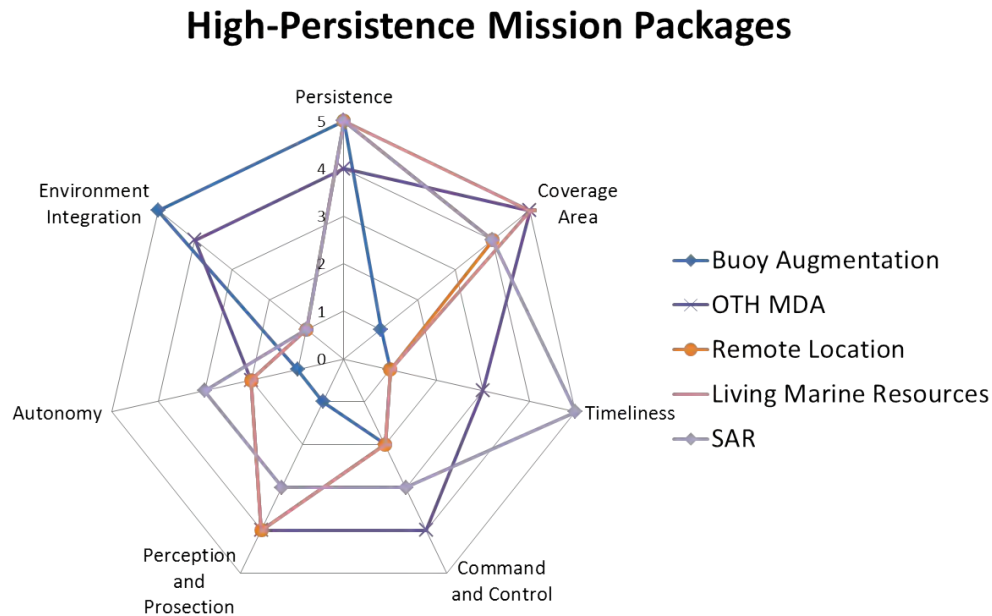 High-Persistence Mission Packages
Persistence
5
4
3
2
1
0
Coverage
Area
Timeliness
Command
and Control
Perception
and
Prosection
Autonomy
Environment
Integration
Buoy Augmentation
OTH MDA
Remote Location
Living Marine Resources
SAR